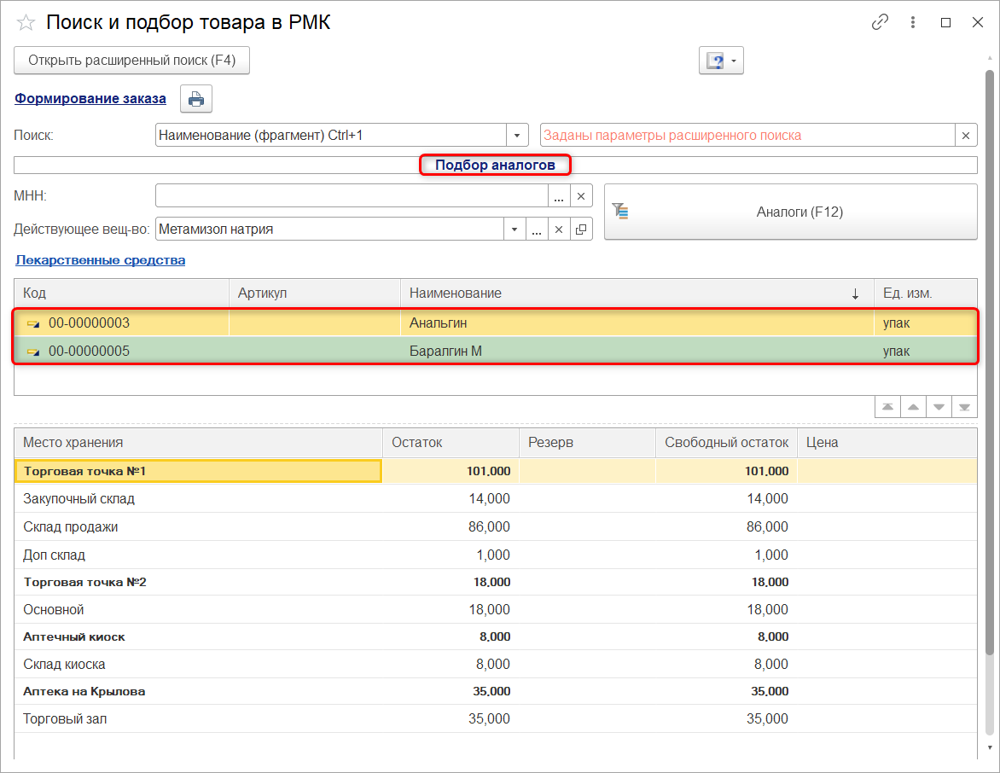 Поиск и подбор товара в РМК
Открыть расширенный поиск (F4)
Формирование заказа
Поиск: Наименование (фрагмент) Ctrl+1 Заданы параметры расширенного поиска
Подбор аналогов
МНН: ...
Аналоги (F12)
Действующее вещ-во: Метамизол натрия ...
Лекарственные средства
Код Артикул Наименование ↓ Ед. изм.
00-00000003 Анальгин упак
00-00000005 Баралгин М упак
Место хранения Остаток Резерв Свободный остаток Цена
Торговая точка №1 101.000 101.000
Закупочный склад 14,000 14,000
Склад продажи 86,000 86,000
Доп склад 1,000 1,000
Торговая точка №2 18.000 18.000
Основной 18,000 18,000
Аптечный киоск 8.000 8.000
Склад киоска 8,000 8,000
Аптека на Крылова 35.000 35.000
Торговый зал 35,000 35,000